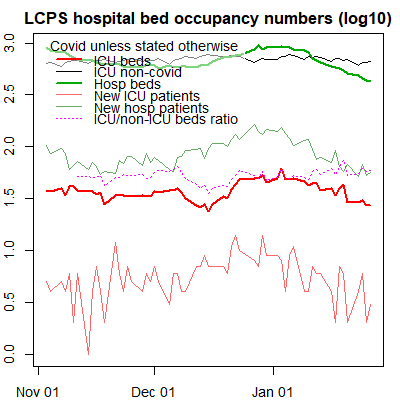 LCPS hospital bed occupancy numbers (log10)
Covid unless stated otherwise
ICU beds
ICU non-covid
Hosp beds
New ICU patients
New hosp patients
ICU/non-ICU beds ratio
3.0
2.5
2.0
1.5
1.0
0.5
0.0
Nov 01
Dec 01
Jan 01